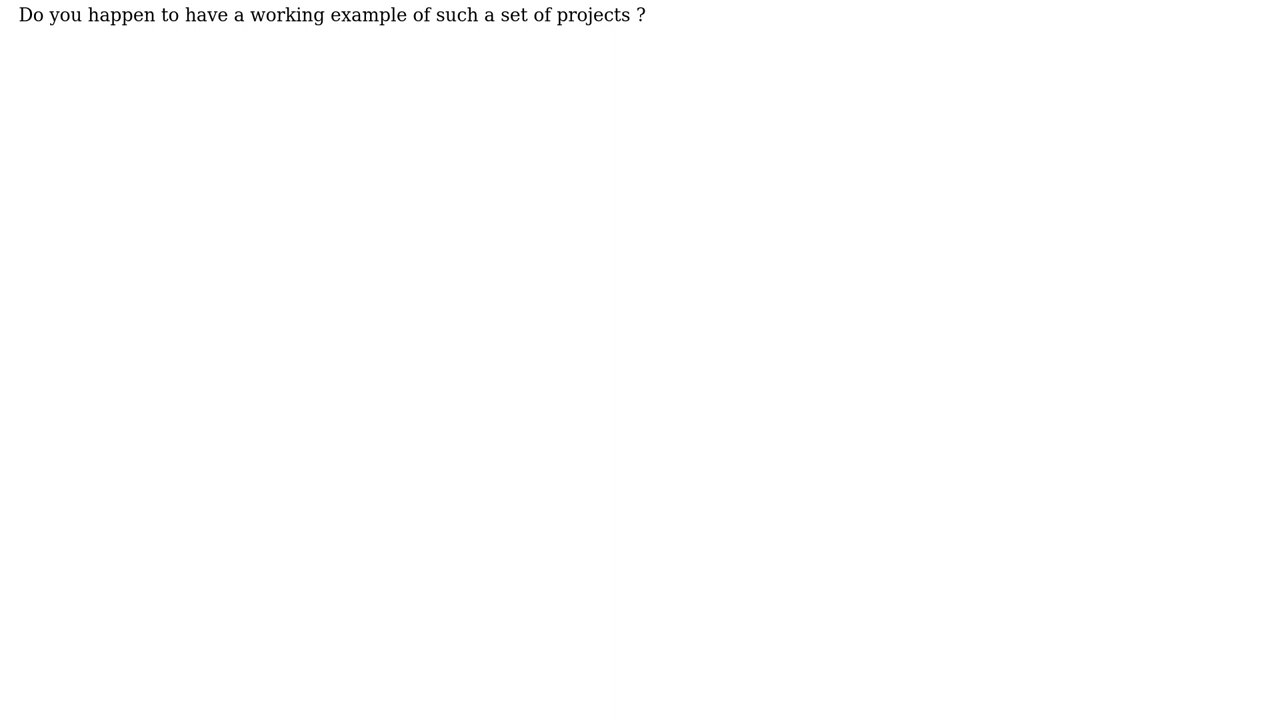 Do you happen to have a working example of such a set of projects ?